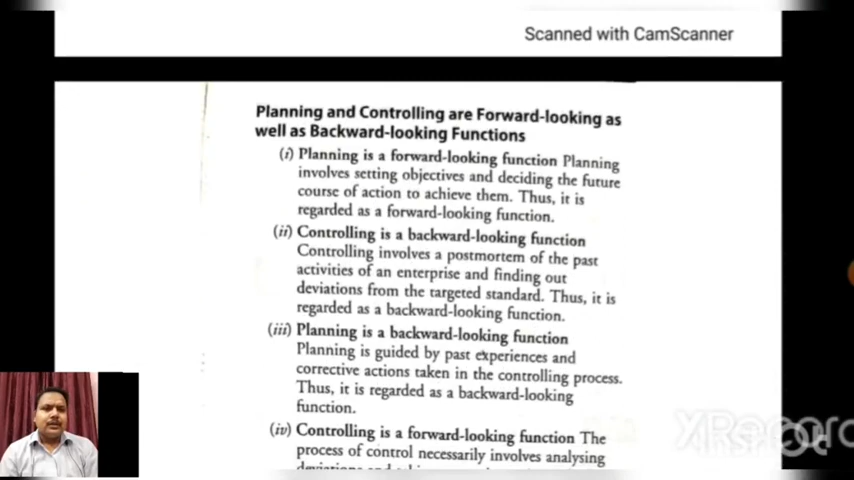 Scanned with CamScanner
Planning and Controlling are Forward-looking as
well as Backward-looking Functions
(i) Planning is a forward-looking function Planning
involves setting objectives and deciding the future
course of action to achieve them. Thus, it is
regarded as a forward-looking function.
(ii) Controlling is a backward-looking function
Controlling involves a postmortem of the past
activities of an enterprise and finding out
deviations from the targeted standard. Thus, it is
regarded as a backward-looking function.
(iii) Planning is a backward-looking function
Planning is guided by past experiences and
corrective actions taken in the controlling process.
Thus, it is regarded as a backward-looking
function.
(iv) Controlling is a forward-looking function The
process of control necessarily involves analysing
XRecorder